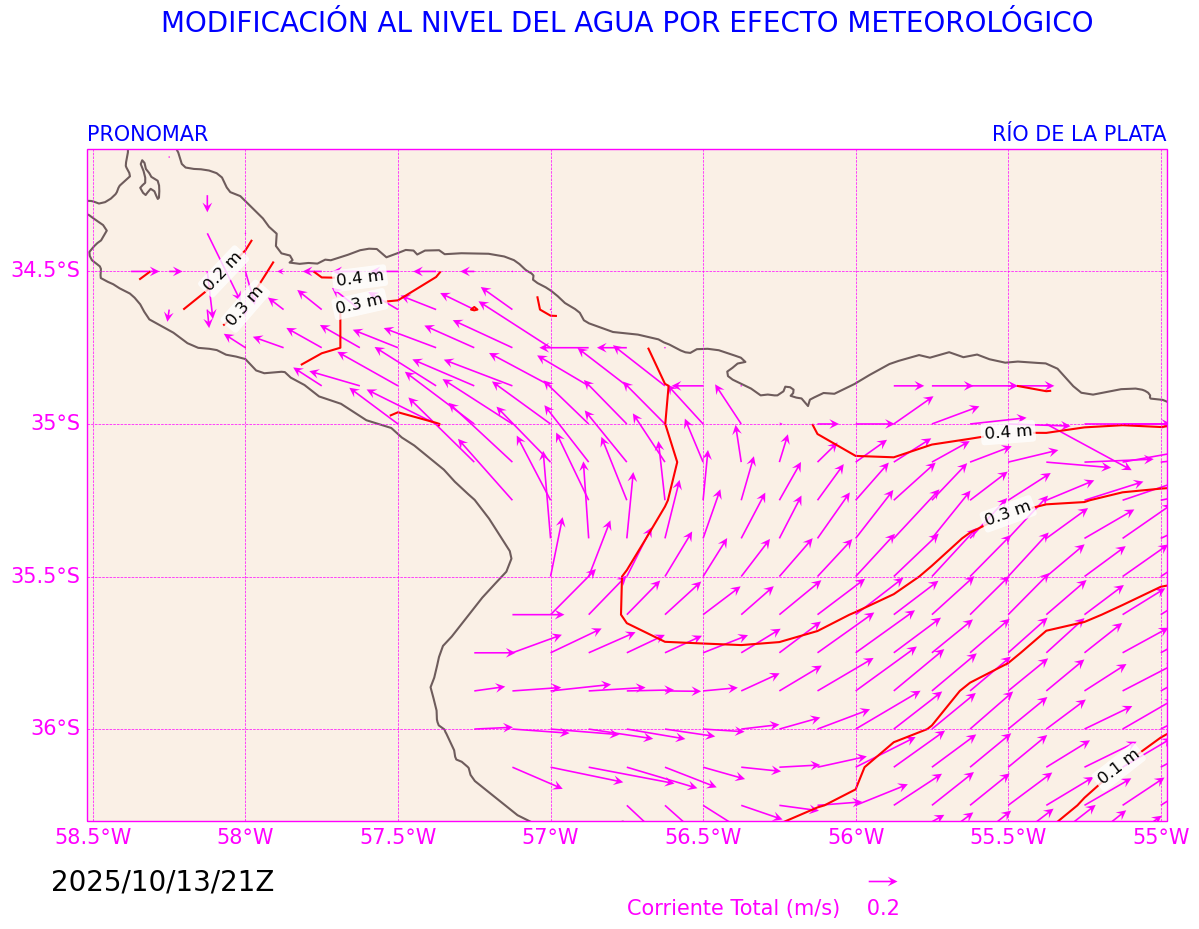 MODIFICACIÓN AL NIVEL DEL AGUA POR EFECTO METEOROLÓGICO
PRONOMAR
RÍO DE LA PLATA
34.5°S
35°S
35.5°S
36°S
0.2 m
0.3 m
0.4 m
0.3 m
0.4 m
0.3 m
0.1 m
58.5°W
58°W
57.5°W
57°W
56.5°W
56°W
55.5°W
55°W
2025/10/13/21Z
Corriente Total (m/s)
0.2